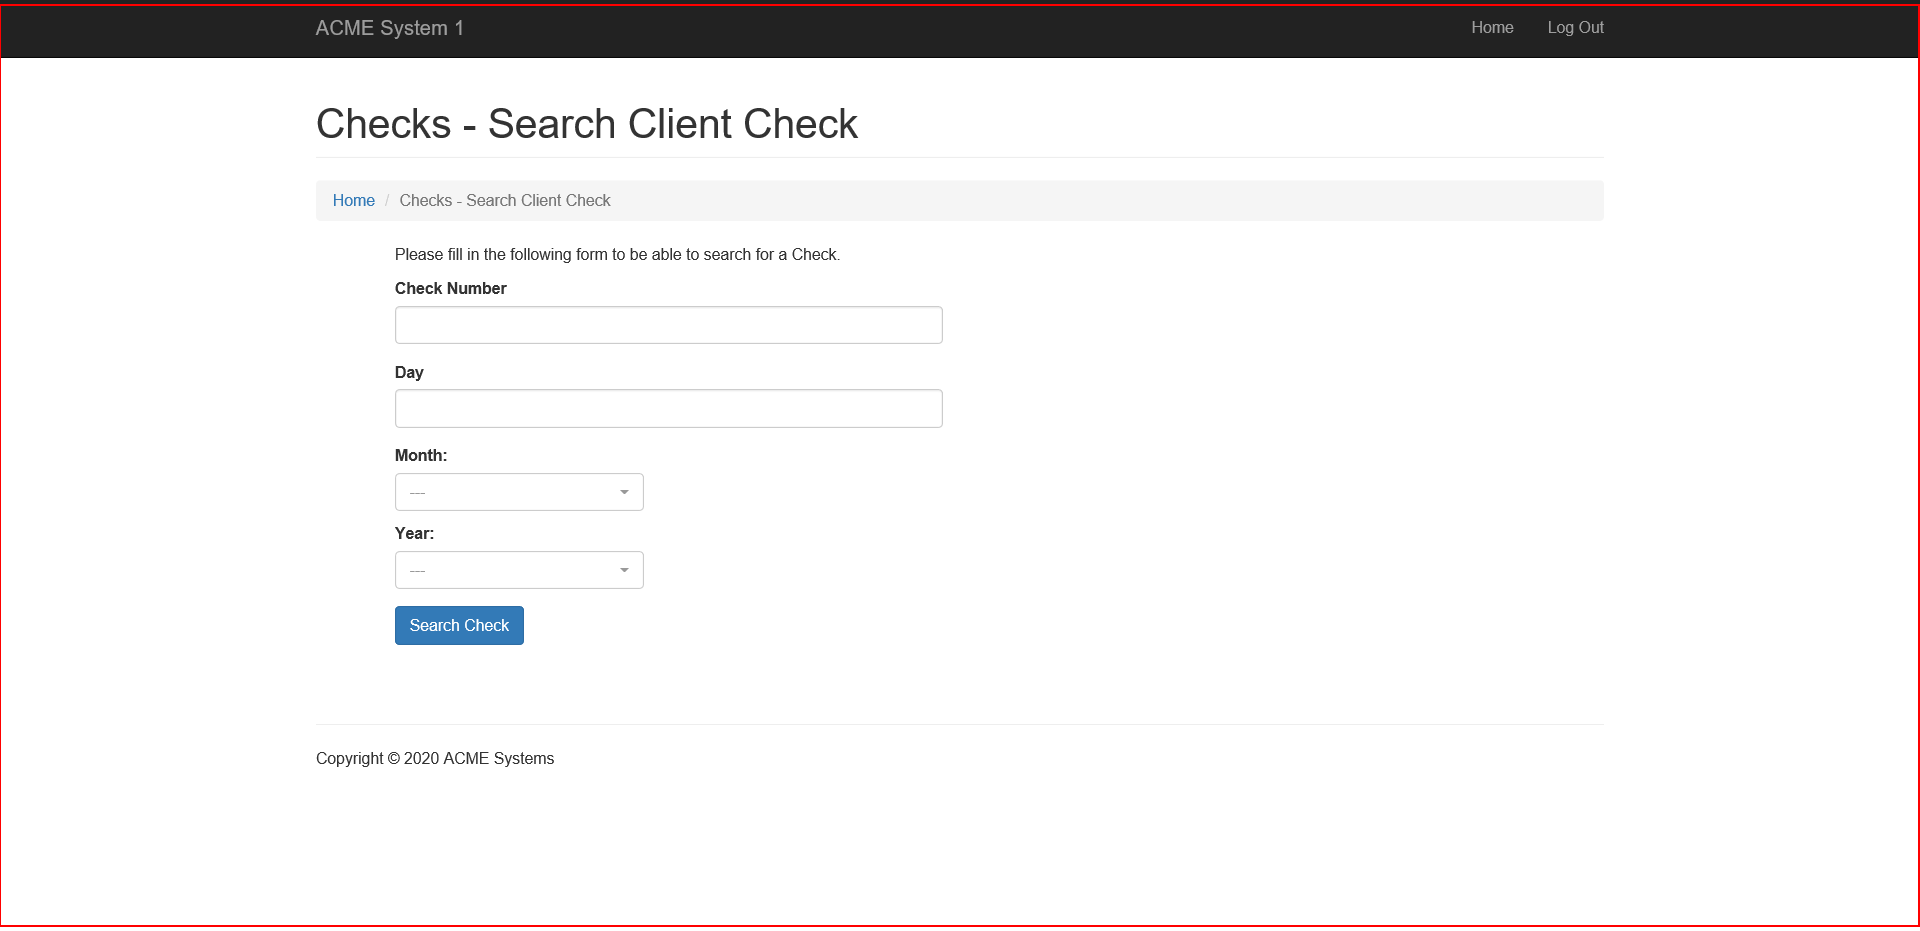 ACME System 1 Home Log Out
Checks - Search Client Check
Home / Checks - Search Client Check
Please fill in the following form to be able to search for a Check.
Check Number
Day
Month:
---
Year:
---
Search Check
Copyright © 2020 ACME Systems